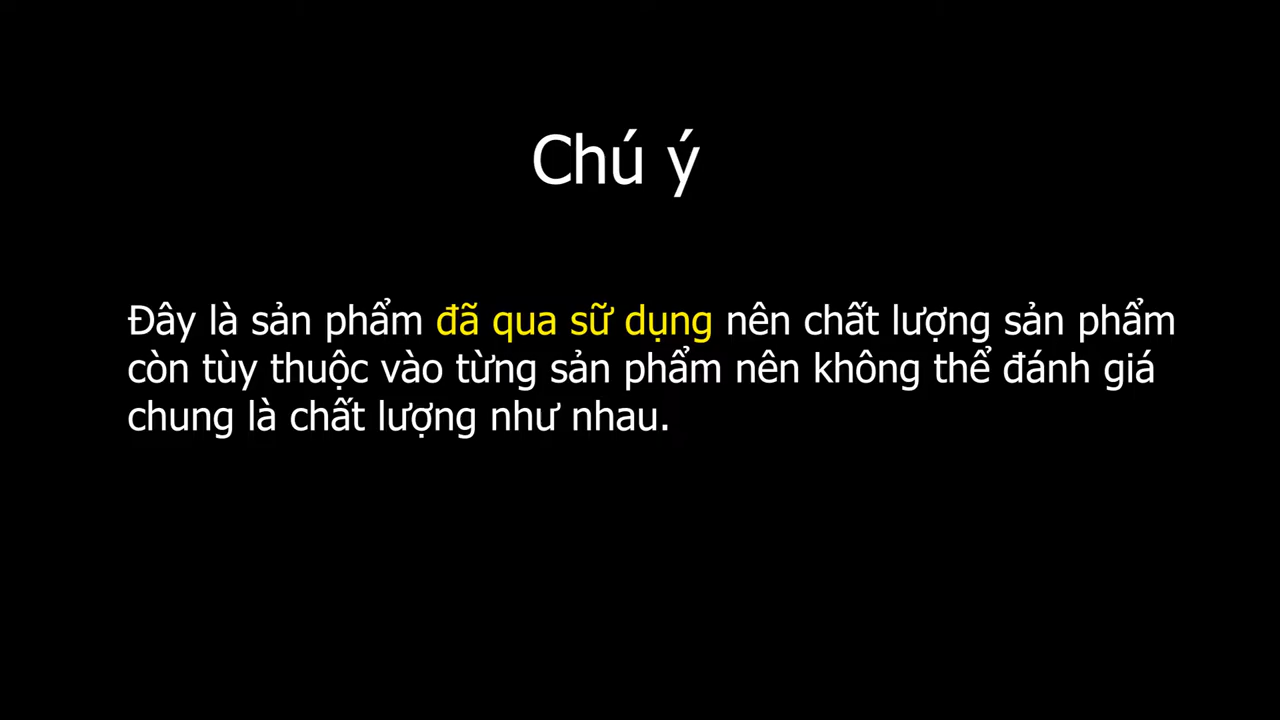 Chú ý
Đây là sản phẩm đã qua sữ dụng nên chất lượng sản phẩm
còn tùy thuộc vào từng sản phẩm nên không thể đánh giá
chung là chất lượng như nhau.